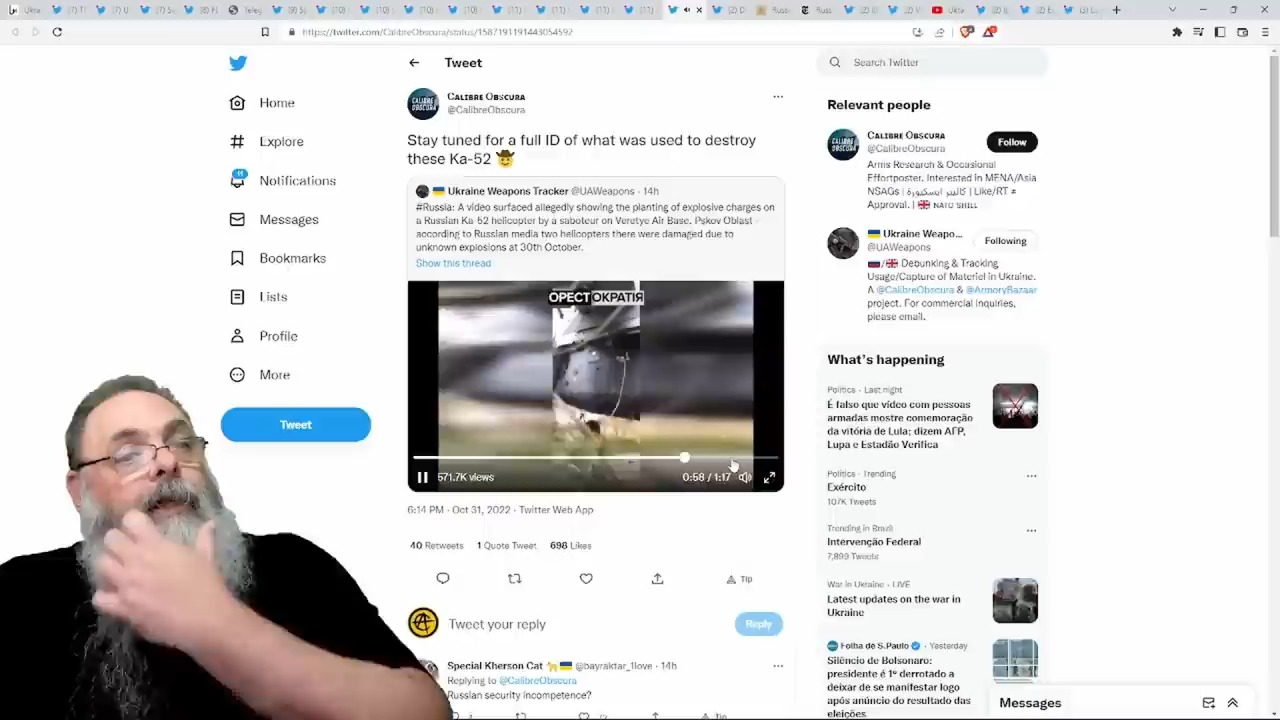 https://twitter.com/CalibreObscura/status/1587191191443054592
Home
Explore
Notifications
Messages
Bookmarks
Lists
Profile
More
Tweet
Tweet
CALIBRE OBSCURA
@CalibreObscura
Stay tuned for a full ID of what was used to destroy
these Ka-52
Ukraine Weapons Tracker @UAWeapons · 14h
#Russia: A video surfaced allegedly showing the planting of explosive charges on
a Russian Ka-52 helicopter by a saboteur on Veretye Air Base, Pskov Oblast -
according to Russian media two helicopters there were damaged due to
unknown explosions at 30th October.
Show this thread
ОРЕСТОКРАТІЯ
571.7K views
0:58 / 1:17
6:14 PM · Oct 31, 2022 · Twitter Web App
40 Retweets 1 Quote Tweet 698 Likes
Tip
Tweet your reply
Reply
Special Kherson Cat @bayraktar_1love · 14h
Replying to @CalibreObscura
Russian security incompetence?
Tip
Search Twitter
Relevant people
CALIBRE OBSCURA
@CalibreObscura
Follow
Arms Research & Occasional
Effortposter. Interested in MENA/Asia
NSAGs | كاليبر ابسكيورة | Like/RT ≠
Approval. | NATO SHILL
Ukraine Weapo...
@UAWeapons
Following
Debunking & Tracking
Usage/Capture of Materiel in Ukraine.
A @CalibreObscura & @ArmoryBazaar
project. For commercial inquiries,
please email.
What's happening
Politics · Last night
É falso que vídeo com pessoas
armadas mostre comemoração
da vitória de Lula; dizem AFP,
Lupa e Estadão Verifica
Politics · Trending
Exército
107K Tweets
Trending in Brazil
Intervenção Federal
7,899 Tweets
War in Ukraine · LIVE
Latest updates on the war in
Ukraine
Folha de S.Paulo · Yesterday
Silêncio de Bolsonaro:
presidente é 1º derrotado a
deixar de se manifestar logo
após anúncio do resultado das
eleições
Messages